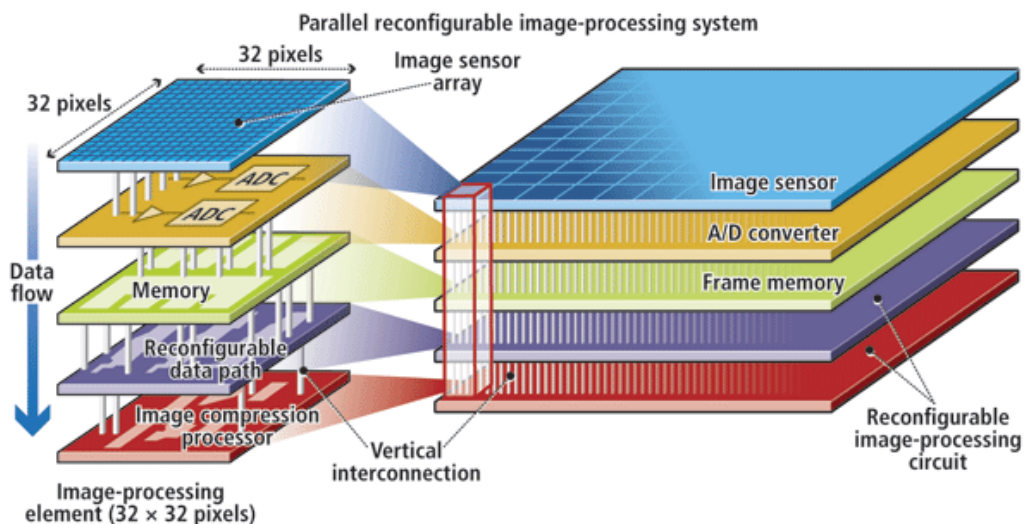 Parallel reconfigurable image-processing system
32 pixels
32 pixels
Image sensor
array
ADC
ADC
Memory
Reconfigurable
data path
Image compression
processor
Data
flow
Image-processing
element (32 × 32 pixels)
Vertical
interconnection
Image sensor
A/D converter
Frame memory
Reconfigurable
image-processing
circuit